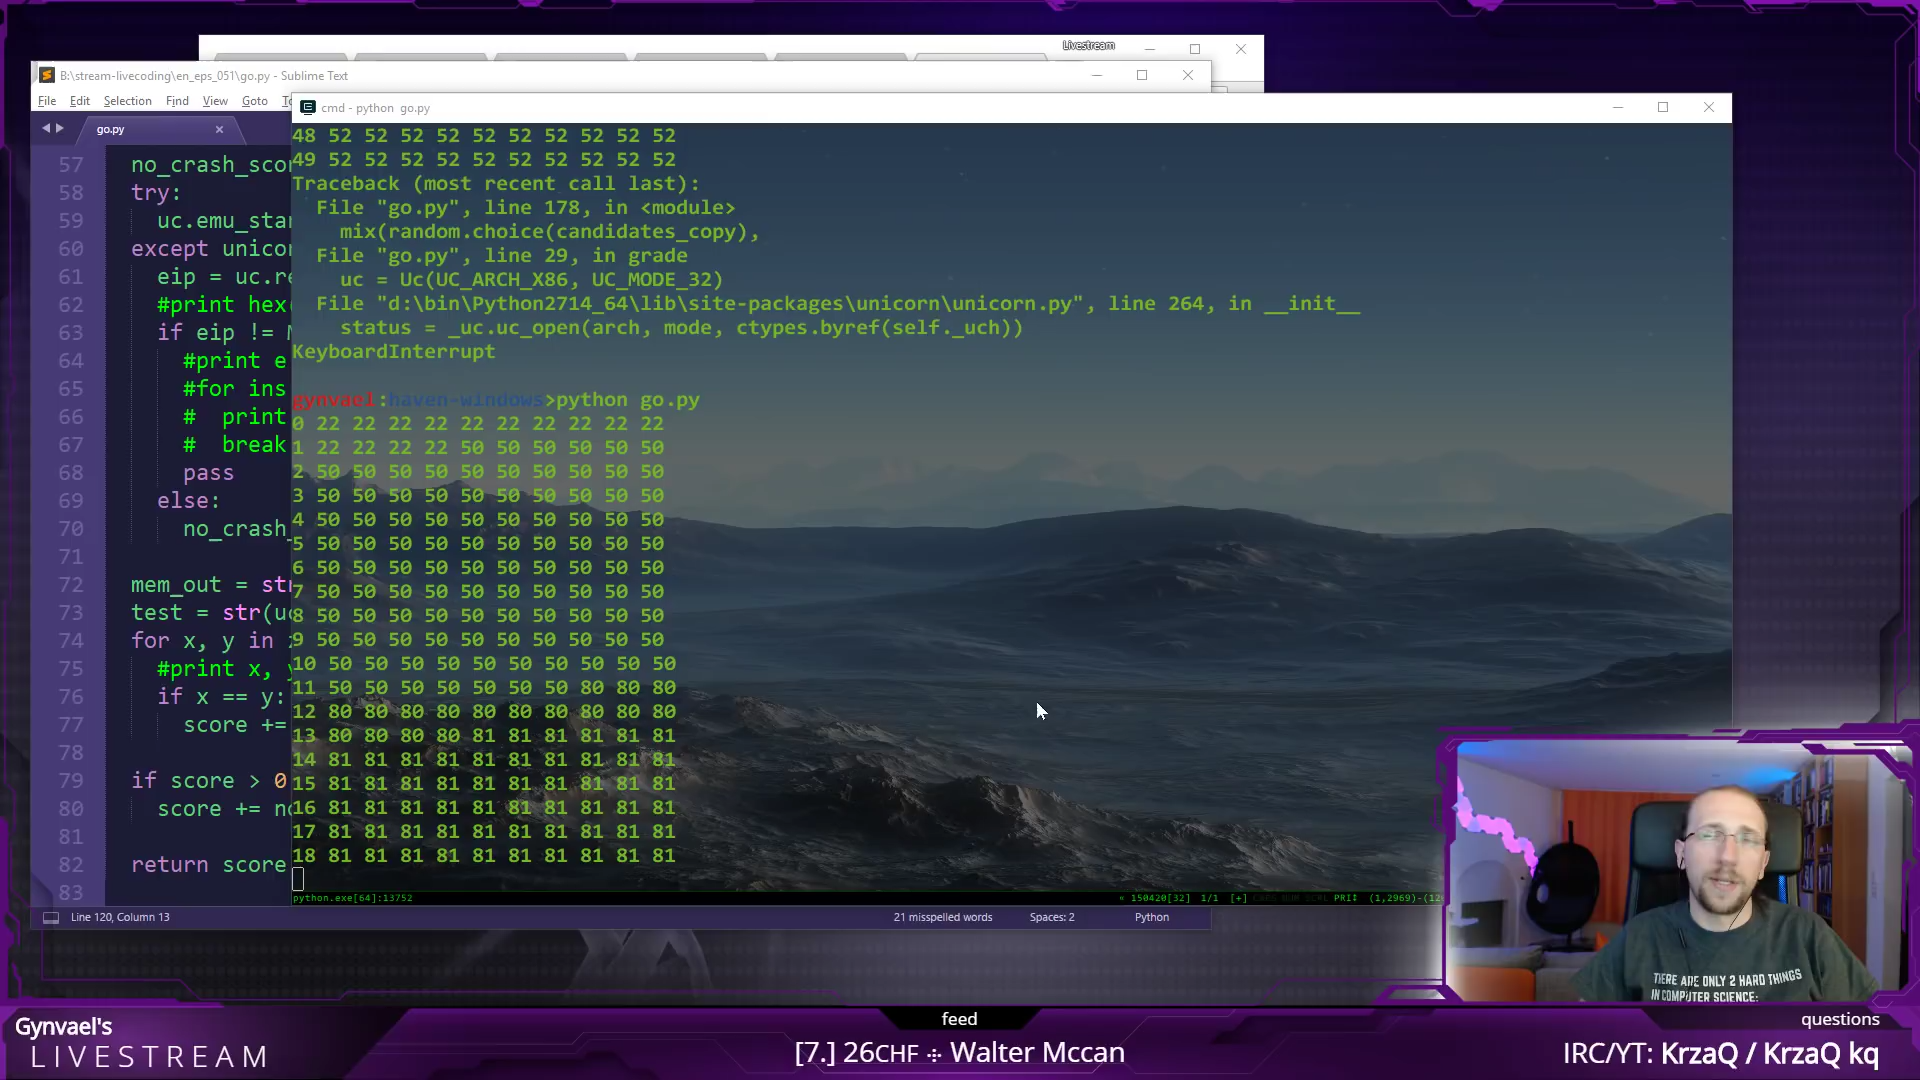 Livestream
B:\stream-livecoding\en_eps_051\go.py - Sublime Text
File Edit Selection Find View Goto
go.py
57 no_crash_scor
58 try:
59 uc.emu_star
60 except unicor
61 eip = uc.re
62 #print hex(
63 if eip !=
64 #print e
65 #for ins
66 # print
67 # break
68 pass
69 else:
70 no_crash_
71
72 mem_out = str
73 test = str(uc
74 for x, y in
75 #print x, y
76 if x == y:
77 score +=
78
79 if score > 0
80 score += no
81
82 return score
83
Line 120, Column 13
21 misspelled words
Spaces: 2
Python
cmd - python go.py
48 52 52 52 52 52 52 52 52 52 52
49 52 52 52 52 52 52 52 52 52 52
Traceback (most recent call last):
File "go.py", line 178, in <module>
mix(random.choice(candidates_copy),
File "go.py", line 29, in grade
uc = Uc(UC_ARCH_X86, UC_MODE_32)
File "d:\bin\Python2714_64\lib\site-packages\unicorn\unicorn.py", line 264, in __init__
status = _uc.uc_open(arch, mode, ctypes.byref(self._uch))
KeyboardInterrupt
gynvael:haven-windows>python go.py
0 22 22 22 22 22 22 22 22 22 22
1 22 22 22 22 50 50 50 50 50 50
2 50 50 50 50 50 50 50 50 50 50
3 50 50 50 50 50 50 50 50 50 50
4 50 50 50 50 50 50 50 50 50 50
5 50 50 50 50 50 50 50 50 50 50
6 50 50 50 50 50 50 50 50 50 50
7 50 50 50 50 50 50 50 50 50 50
8 50 50 50 50 50 50 50 50 50 50
9 50 50 50 50 50 50 50 50 50 50
10 50 50 50 50 50 50 50 50 50 50
11 50 50 50 50 50 50 50 80 80 80
12 80 80 80 80 80 80 80 80 80 80
13 80 80 80 80 81 81 81 81 81 81
14 81 81 81 81 81 81 81 81 81 81
15 81 81 81 81 81 81 81 81 81 81
16 81 81 81 81 81 81 81 81 81 81
17 81 81 81 81 81 81 81 81 81 81
18 81 81 81 81 81 81 81 81 81 81
python.exe[64]:13752
« 150420[32] 1/1 [+]
(1,2969)-(12
THERE ARE ONLY 2 HARD THINGS
IN COMPUTER SCIENCE:
Gynvael's
LIVESTREAM
feed
[7.] 26CHF ÷ Walter Mccan
questions
IRC/YT: KrzaQ / KrzaQ kq